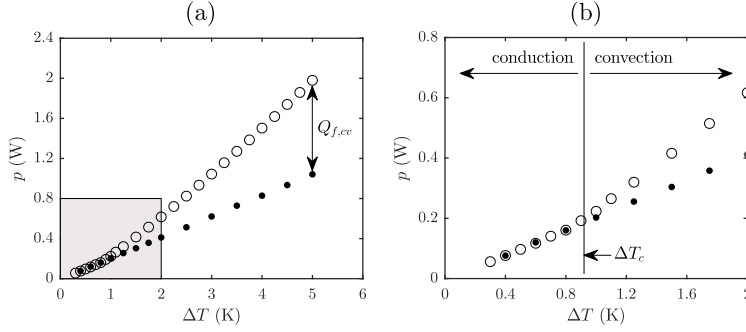 (a)
2.4
2
1.6
1.2
0.8
0.4
0
p (W)
Q_{f,cv}
0 1 2 3 4 5 6
ΔT (K)
(b)
0.8
0.6
0.4
0.2
0
p (W)
conduction convection
ΔT_c
0.4 0.8 1.2 1.6 2
ΔT (K)